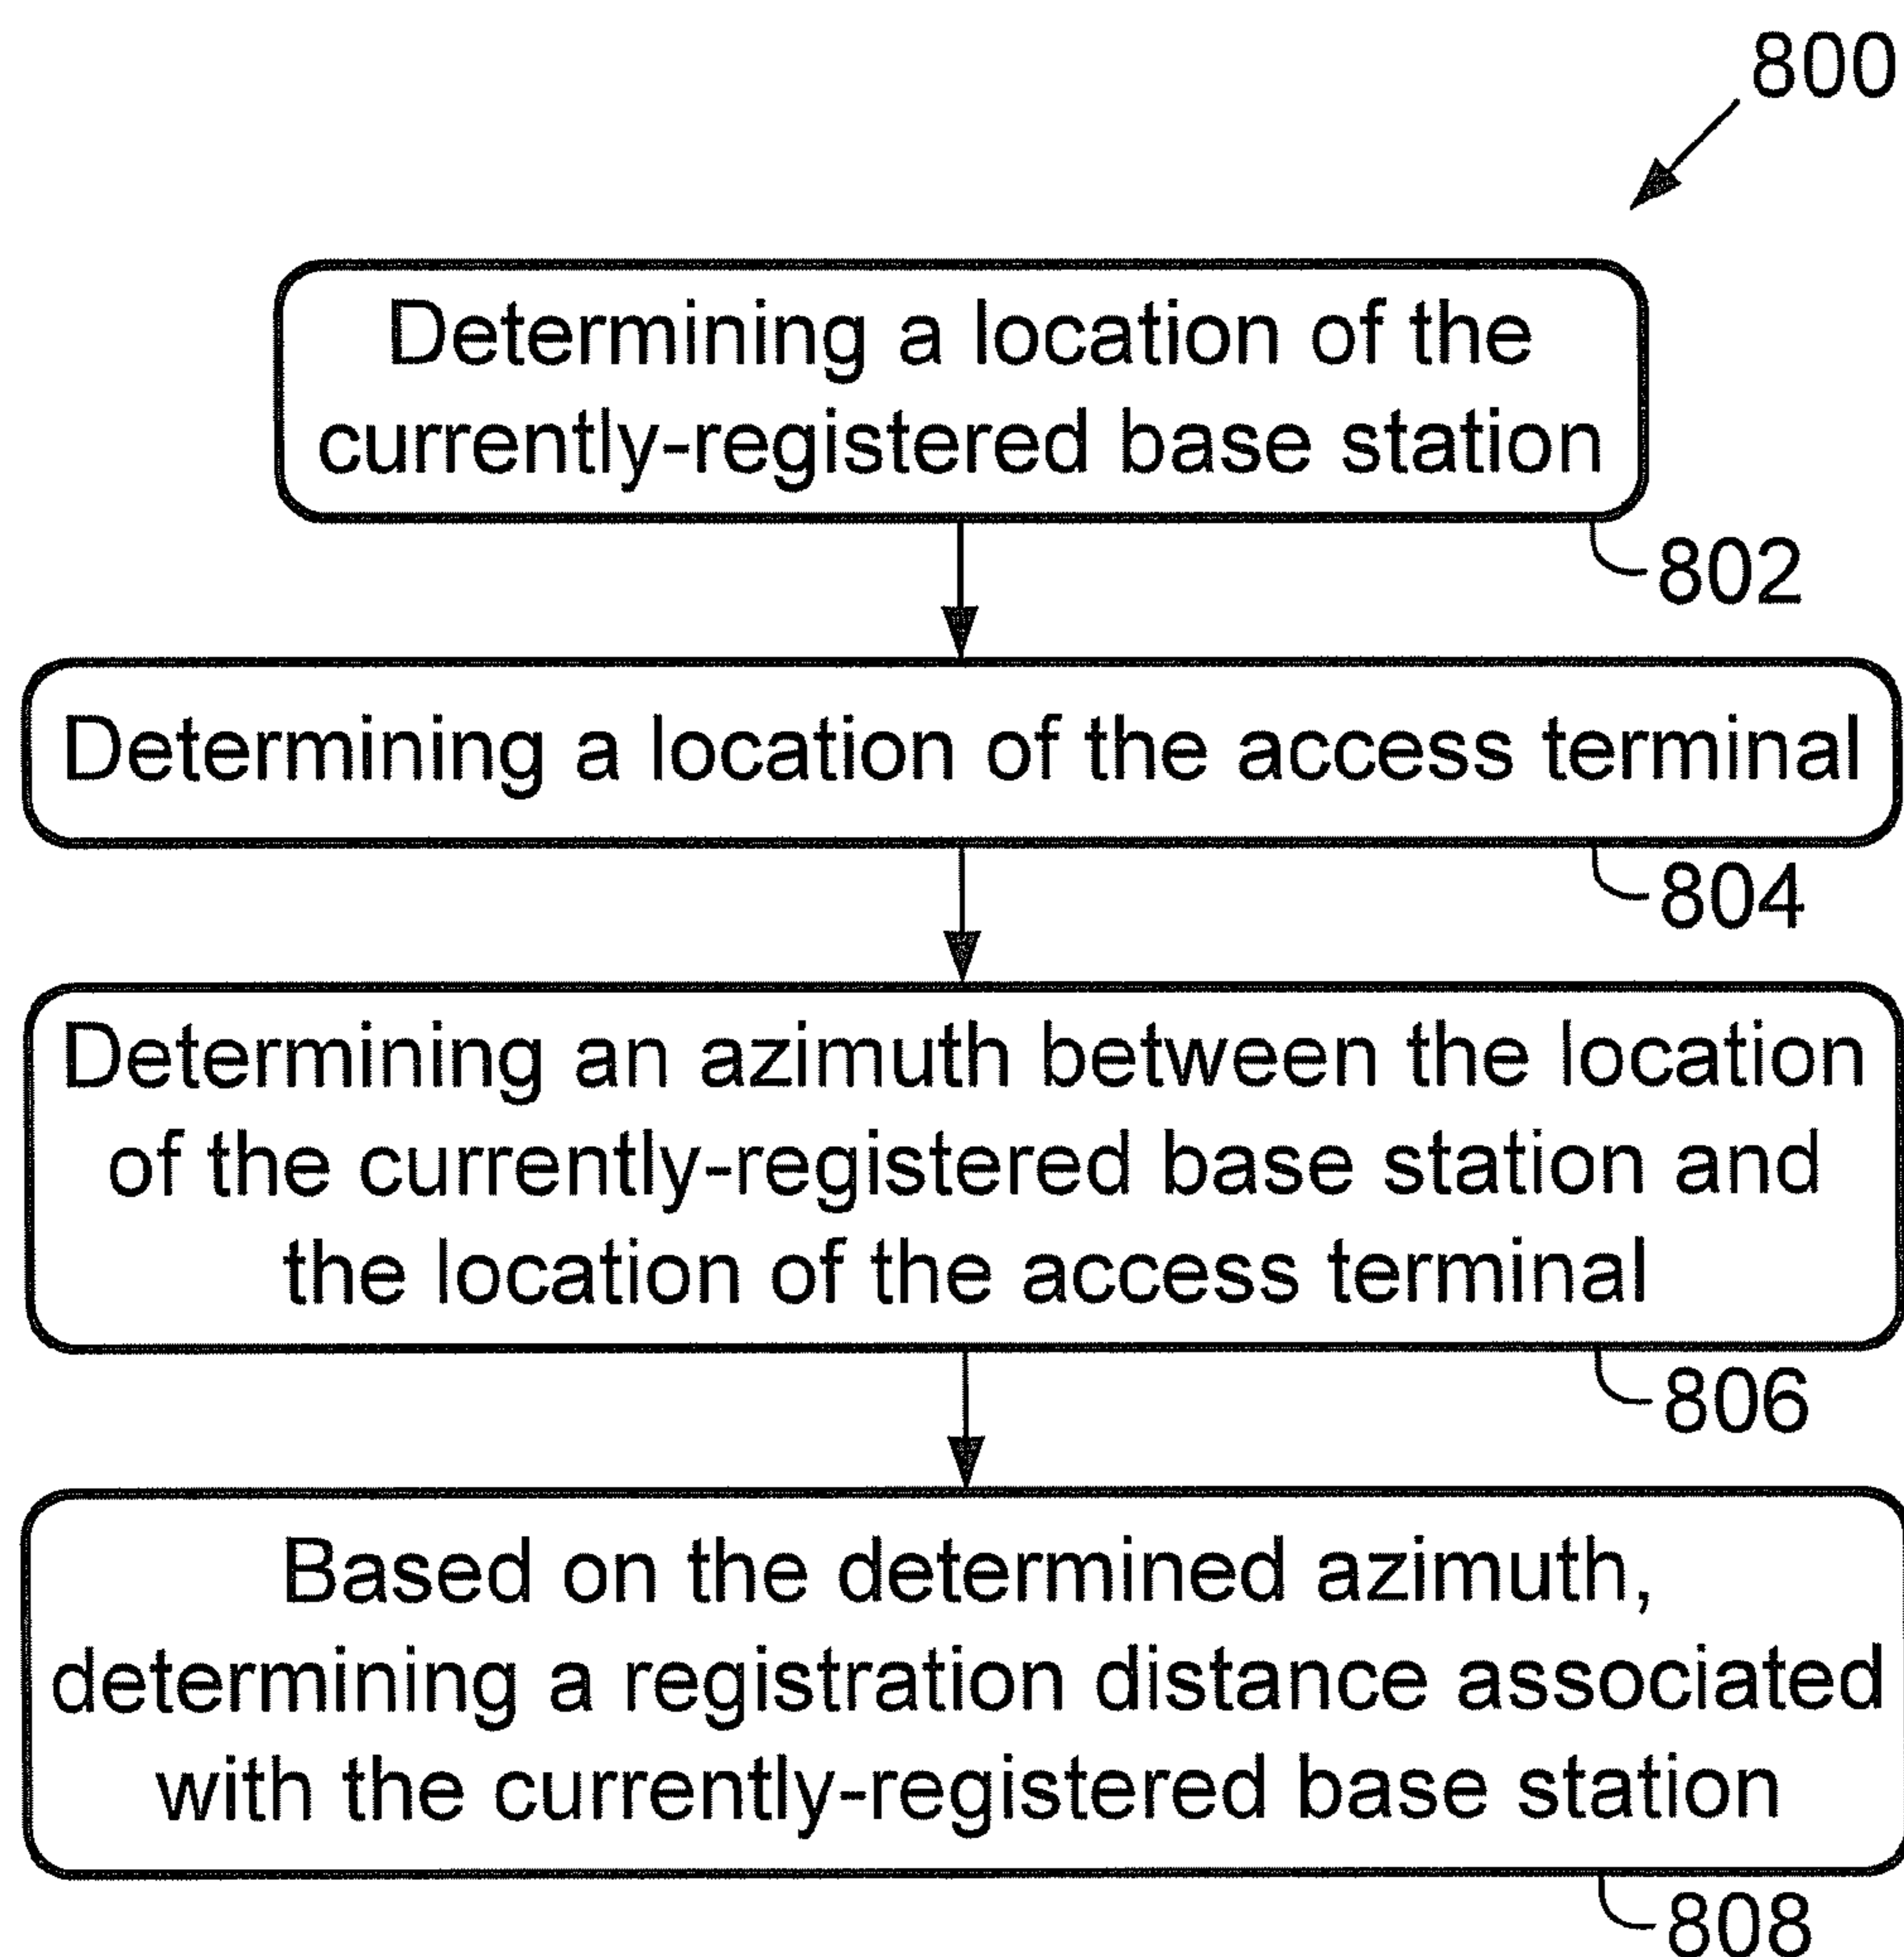 800
Determining a location of the
currently-registered base station
802
Determining a location of the access terminal
804
Determining an azimuth between the location
of the currently-registered base station and
the location of the access terminal
806
Based on the determined azimuth,
determining a registration distance associated
with the currently-registered base station
808